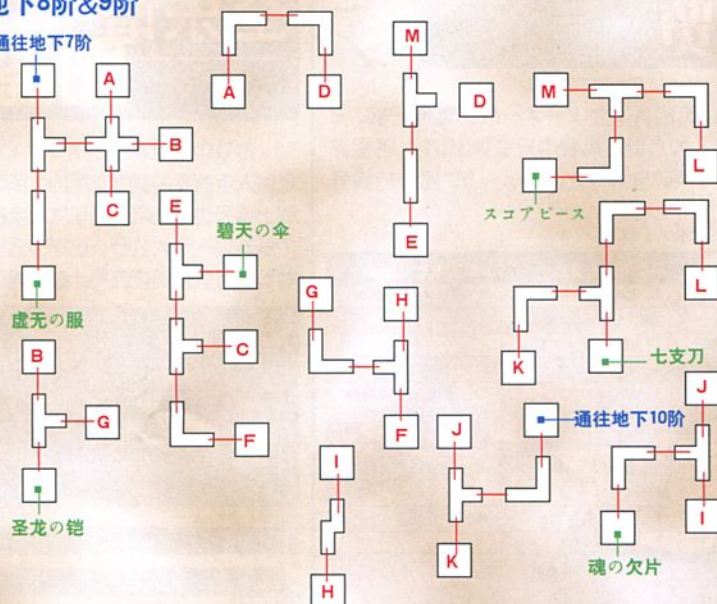 地下8阶&9阶
通往地下7阶
A
B
C
虚无の服
A
D
M
D
E
M
L
スコアピース
E
碧天の伞
C
F
G
H
F
L
K
七支刀
B
G
圣龙の铠
I
H
J
K
通往地下10阶
J
I
魂の欠片